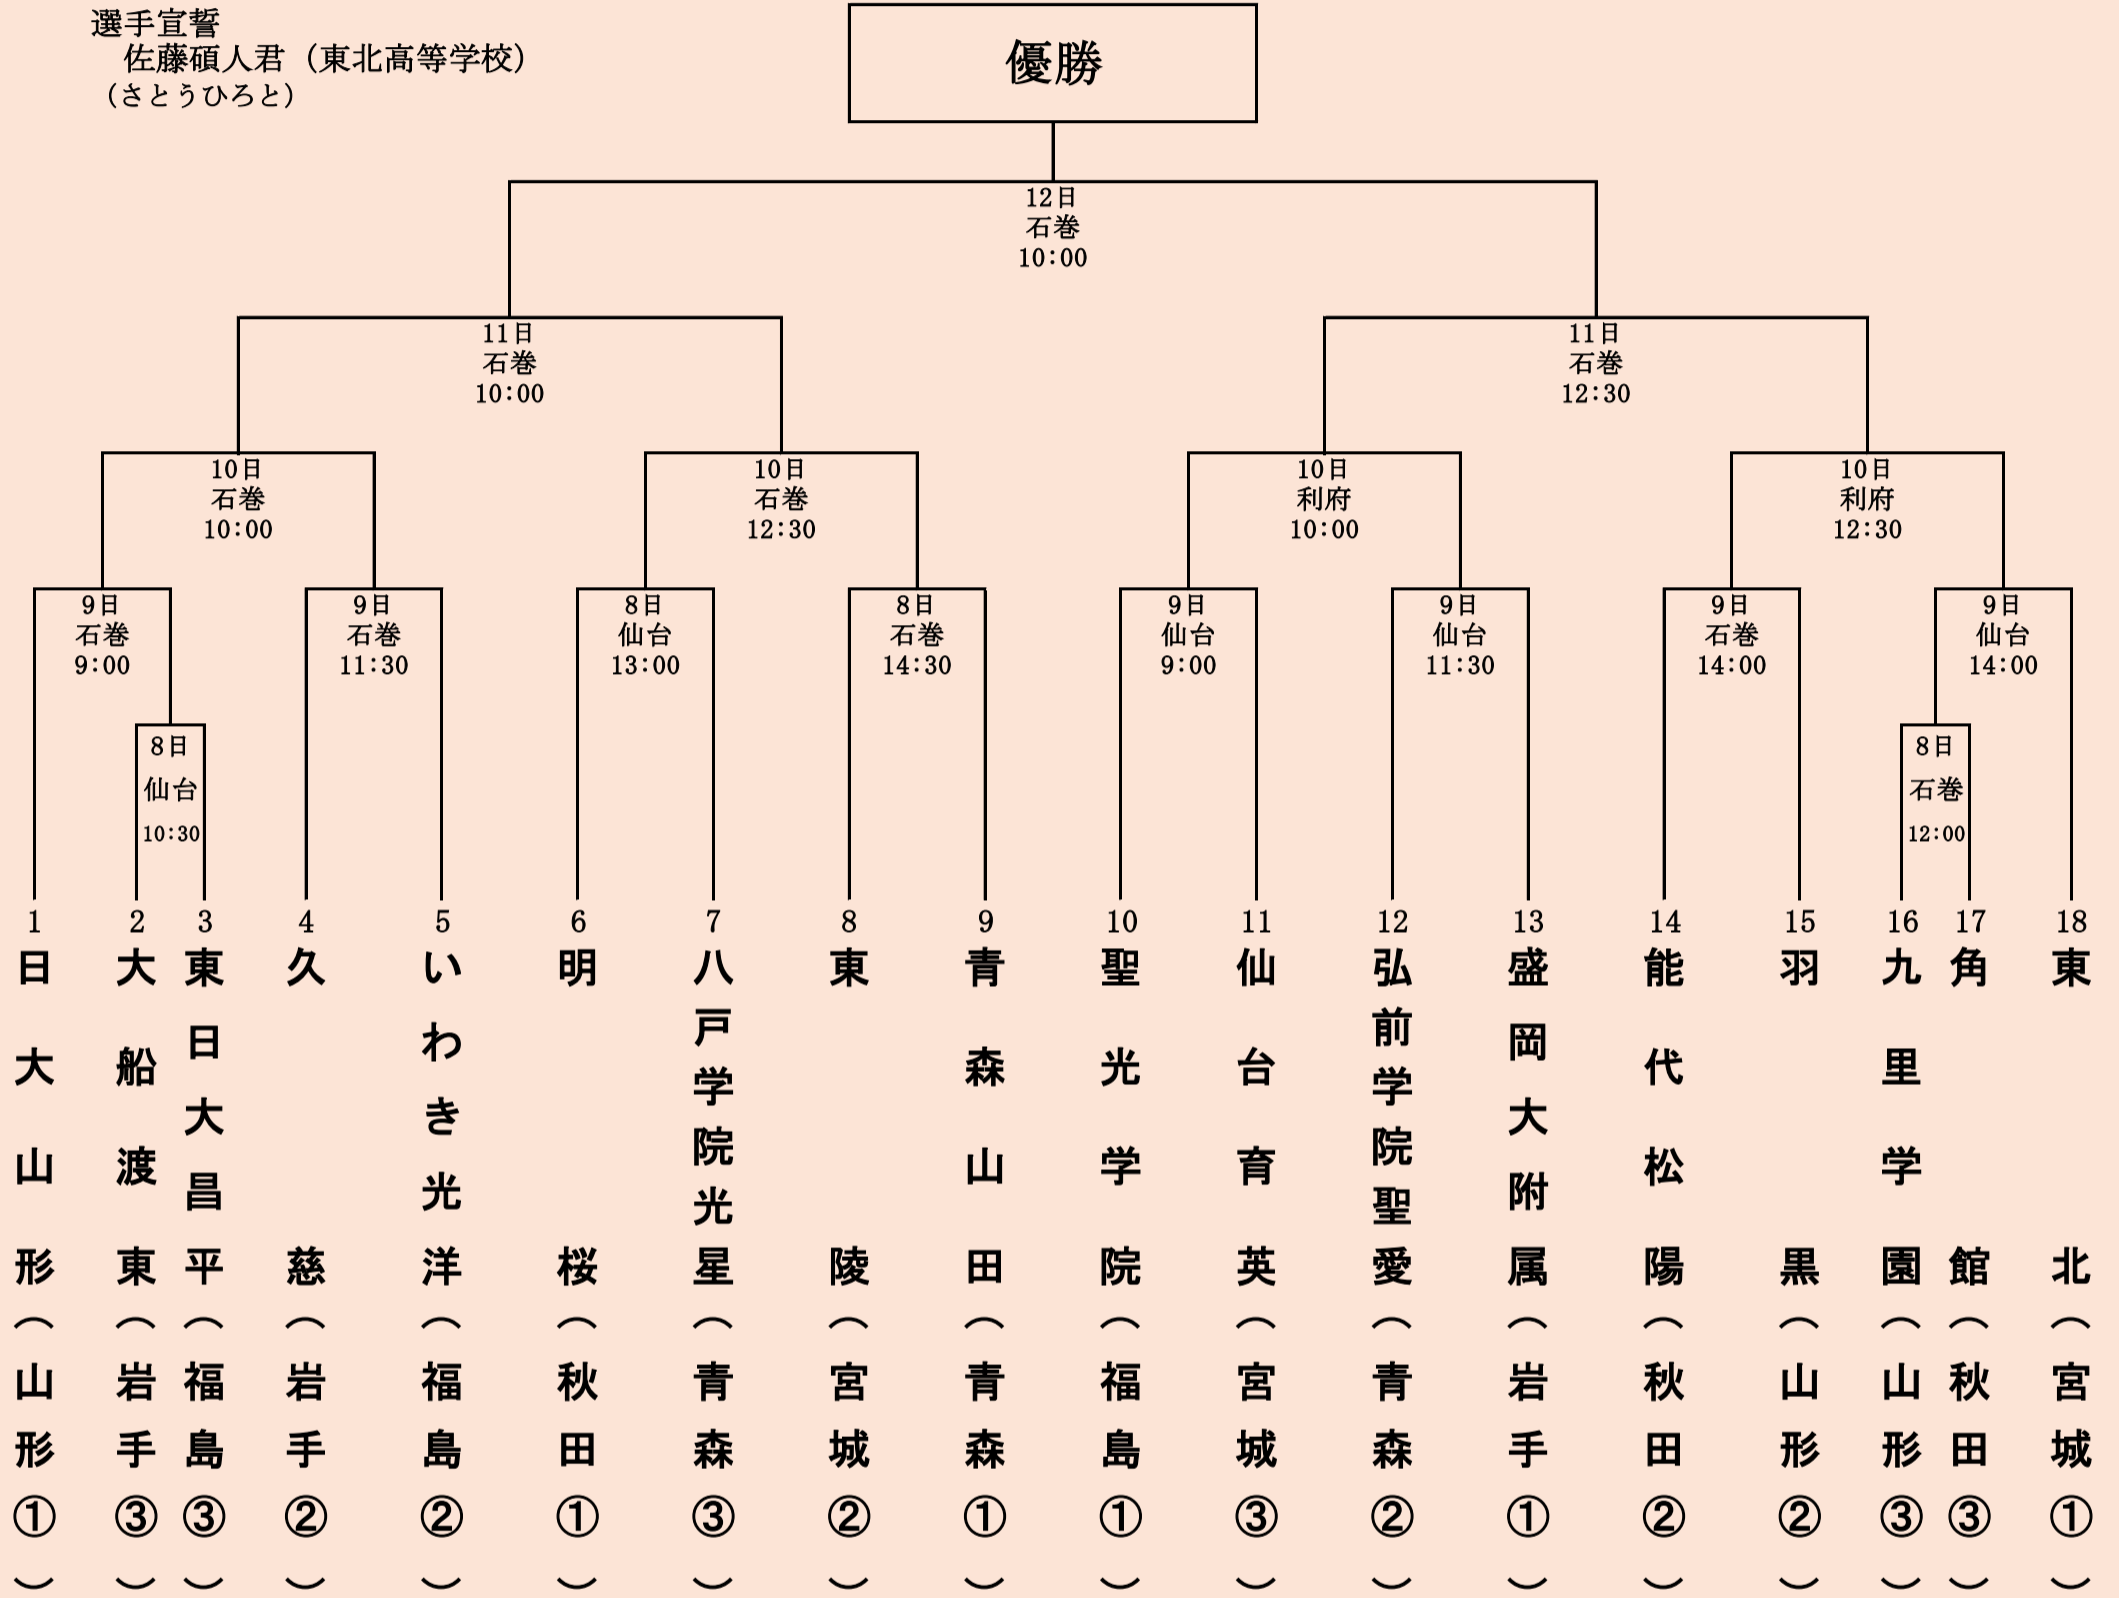 選手宣誓
佐藤碩人君（東北高等学校）
（さとうひろと）
優勝
12日
石巻
10:00
11日
石巻
10:00
11日
石巻
12:30
10日
石巻
10:00
10日
石巻
12:30
10日
利府
10:00
10日
利府
12:30
9日
石巻
9:00
9日
石巻
11:30
8日
仙台
13:00
8日
石巻
14:30
9日
仙台
9:00
9日
仙台
11:30
9日
石巻
14:00
9日
仙台
14:00
8日
仙台
10:30
8日
石巻
12:00
1
日大山形（山形①）
2
大船渡東（岩手③）
3
東日大昌平（福島③）
4
久慈（岩手②）
5
いわき光洋（福島②）
6
明桜（秋田①）
7
八戸学院光星（青森③）
8
東陵（宮城②）
9
青森山田（青森①）
10
聖光学院（福島①）
11
仙台育英（宮城③）
12
弘前学院聖愛（青森②）
13
盛岡大附属（岩手①）
14
能代松陽（秋田②）
15
羽黒（山形②）
16
九里学園（山形③）
17
角館（秋田③）
18
東北（宮城①）